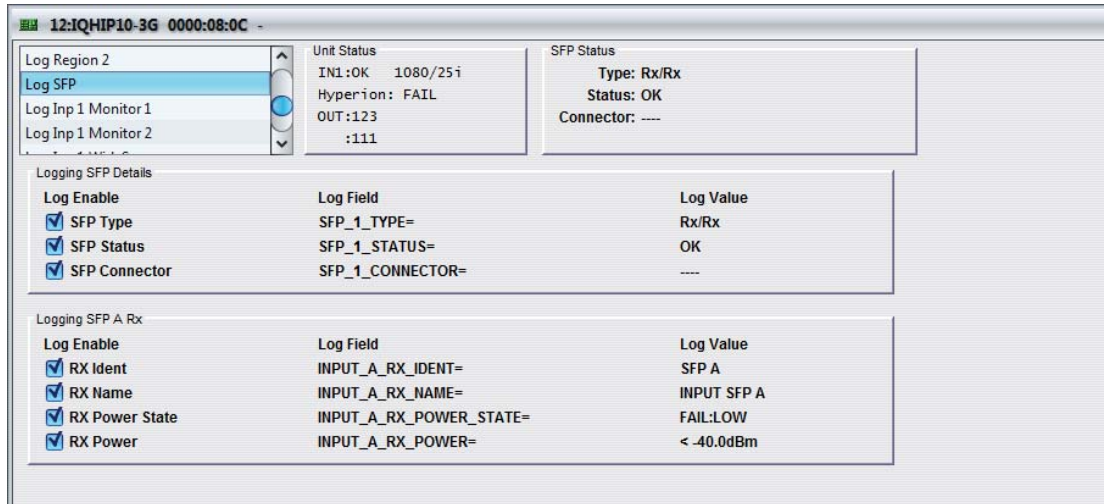 12:IQHIP10-3G 0000:08:0C -
Log Region 2
Log SFP
Log Inp 1 Monitor 1
Log Inp 1 Monitor 2
Unit Status
IN1:OK 1080/25i
Hyperion: FAIL
OUT:123
:111
SFP Status
Type: Rx/Rx
Status: OK
Connector: ----
Logging SFP Details
Log Enable Log Field Log Value
SFP Type SFP_1_TYPE= Rx/Rx
SFP Status SFP_1_STATUS= OK
SFP Connector SFP_1_CONNECTOR= ----
Logging SFP A Rx
Log Enable Log Field Log Value
RX Ident INPUT_A_RX_IDENT= SFP A
RX Name INPUT_A_RX_NAME= INPUT SFP A
RX Power State INPUT_A_RX_POWER_STATE= FAIL:LOW
RX Power INPUT_A_RX_POWER= < -40.0dBm